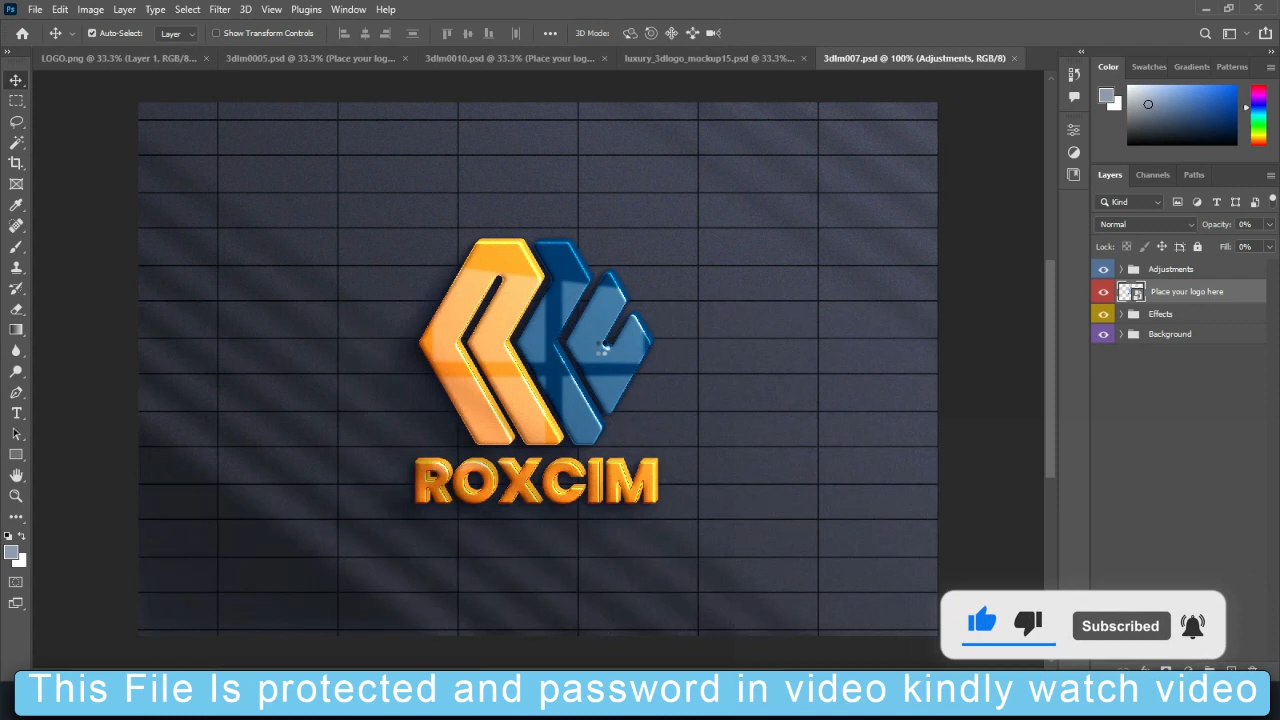 Ps File Edit Image Layer Type Select Filter 3D View Plugins Window Help
Auto-Select: Layer Show Transform Controls 3D Mode:
LOGO.png @ 33.3% (Layer 1, RGB/8... × 3dlm0005.psd @ 33.3% (Place your log... × 3dlm0010.psd @ 33.3% (Place your log... × luxury_3dlogo_mockup15.psd @ 33.3%... × 3dlm007.psd @ 100% (Adjustments, RGB/8) ×
Color Swatches Gradients Patterns
Layers Channels Paths
Kind
Normal Opacity: 0%
Lock: Fill: 0%
Adjustments
Place your logo here
Effects
Background
ROXCIM
Subscribed
This File Is protected and password in video kindly watch video